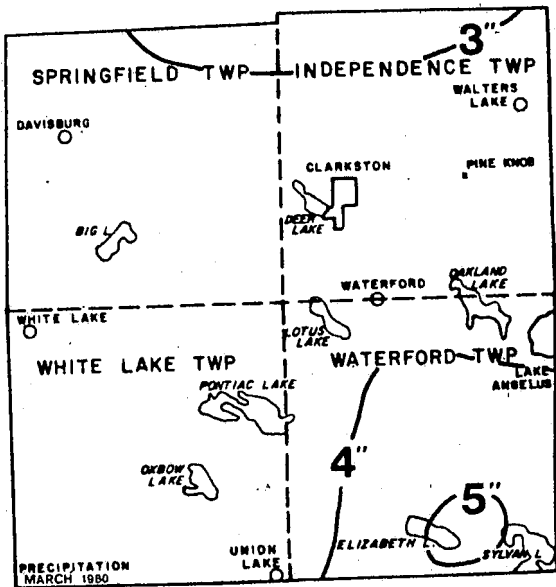 3"
SPRINGFIELD TWP
INDEPENDENCE TWP
WALTERS
LAKE
DAVISBURG
CLARKSTON
PINE KNOB
DEER
LAKE
BIG L.
WATERFORD
OAKLAND
LAKE
WHITE LAKE
LOTUS
LAKE
WHITE LAKE TWP
WATERFORD TWP
LAKE
ANGELUS
PONTIAC LAKE
4"
OXBOW
LAKE
5"
ELIZABETH L.
SYLVAN L.
UNION
LAKE
PRECIPITATION
MARCH 1980